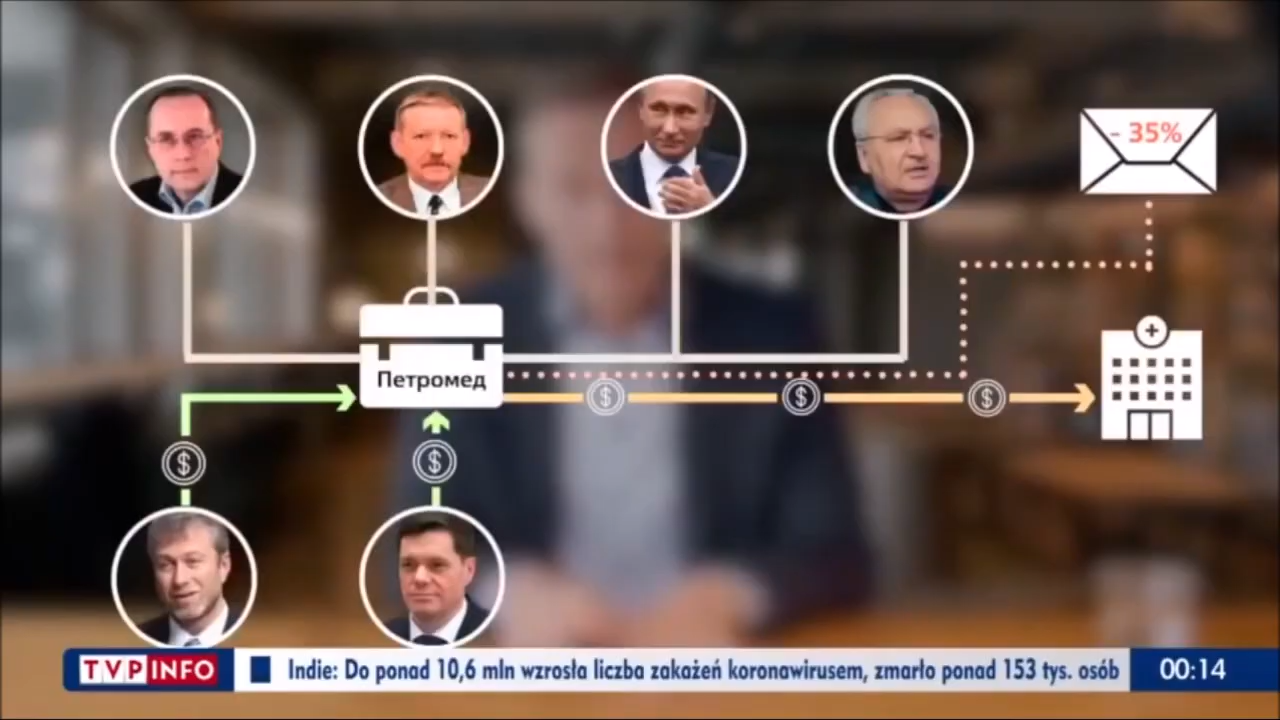 - 35%
Петромед
$ $ $
$ $
TVP INFO
Indie: Do ponad 10,6 mln wzrosła liczba zakażeń koronawirusem, zmarło ponad 153 tys. osób
00:14